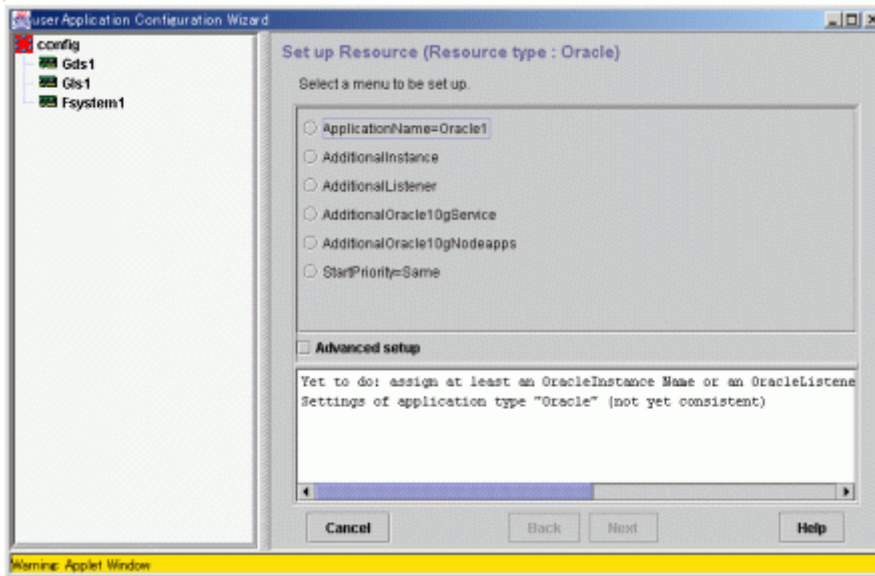 userApplication Configuration Wizard
config
Gds1
Gls1
Fsystem1
Set up Resource (Resource type : Oracle)
Select a menu to be set up.
ApplicationName=Oracle1
AdditionalInstance
AdditionalListener
AdditionalOracle10gService
AdditionalOracle10gNodeapps
StartPriority=Same
Advanced setup
Yet to do: assign at least an OracleInstance Name or an OracleListene
Settings of application type "Oracle" (not yet consistent)
Cancel
Back
Next
Help
Warning: Applet Window